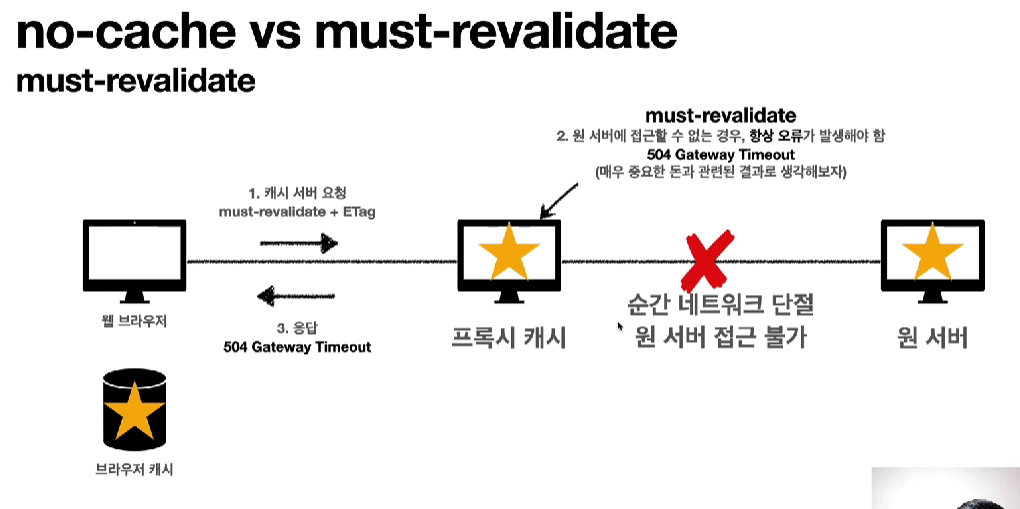 no-cache vs must-revalidate
must-revalidate
must-revalidate
2. 원 서버에 접근할 수 없는 경우, 항상 오류가 발생해야 함
504 Gateway Timeout
(매우 중요한 돈과 관련된 결과로 생각해보자)
1. 캐시 서버 요청
must-revalidate + ETag
웹 브라우저
3. 응답
504 Gateway Timeout
프록시 캐시
순간 네트워크 단절
원 서버 접근 불가
원 서버
브라우저 캐시